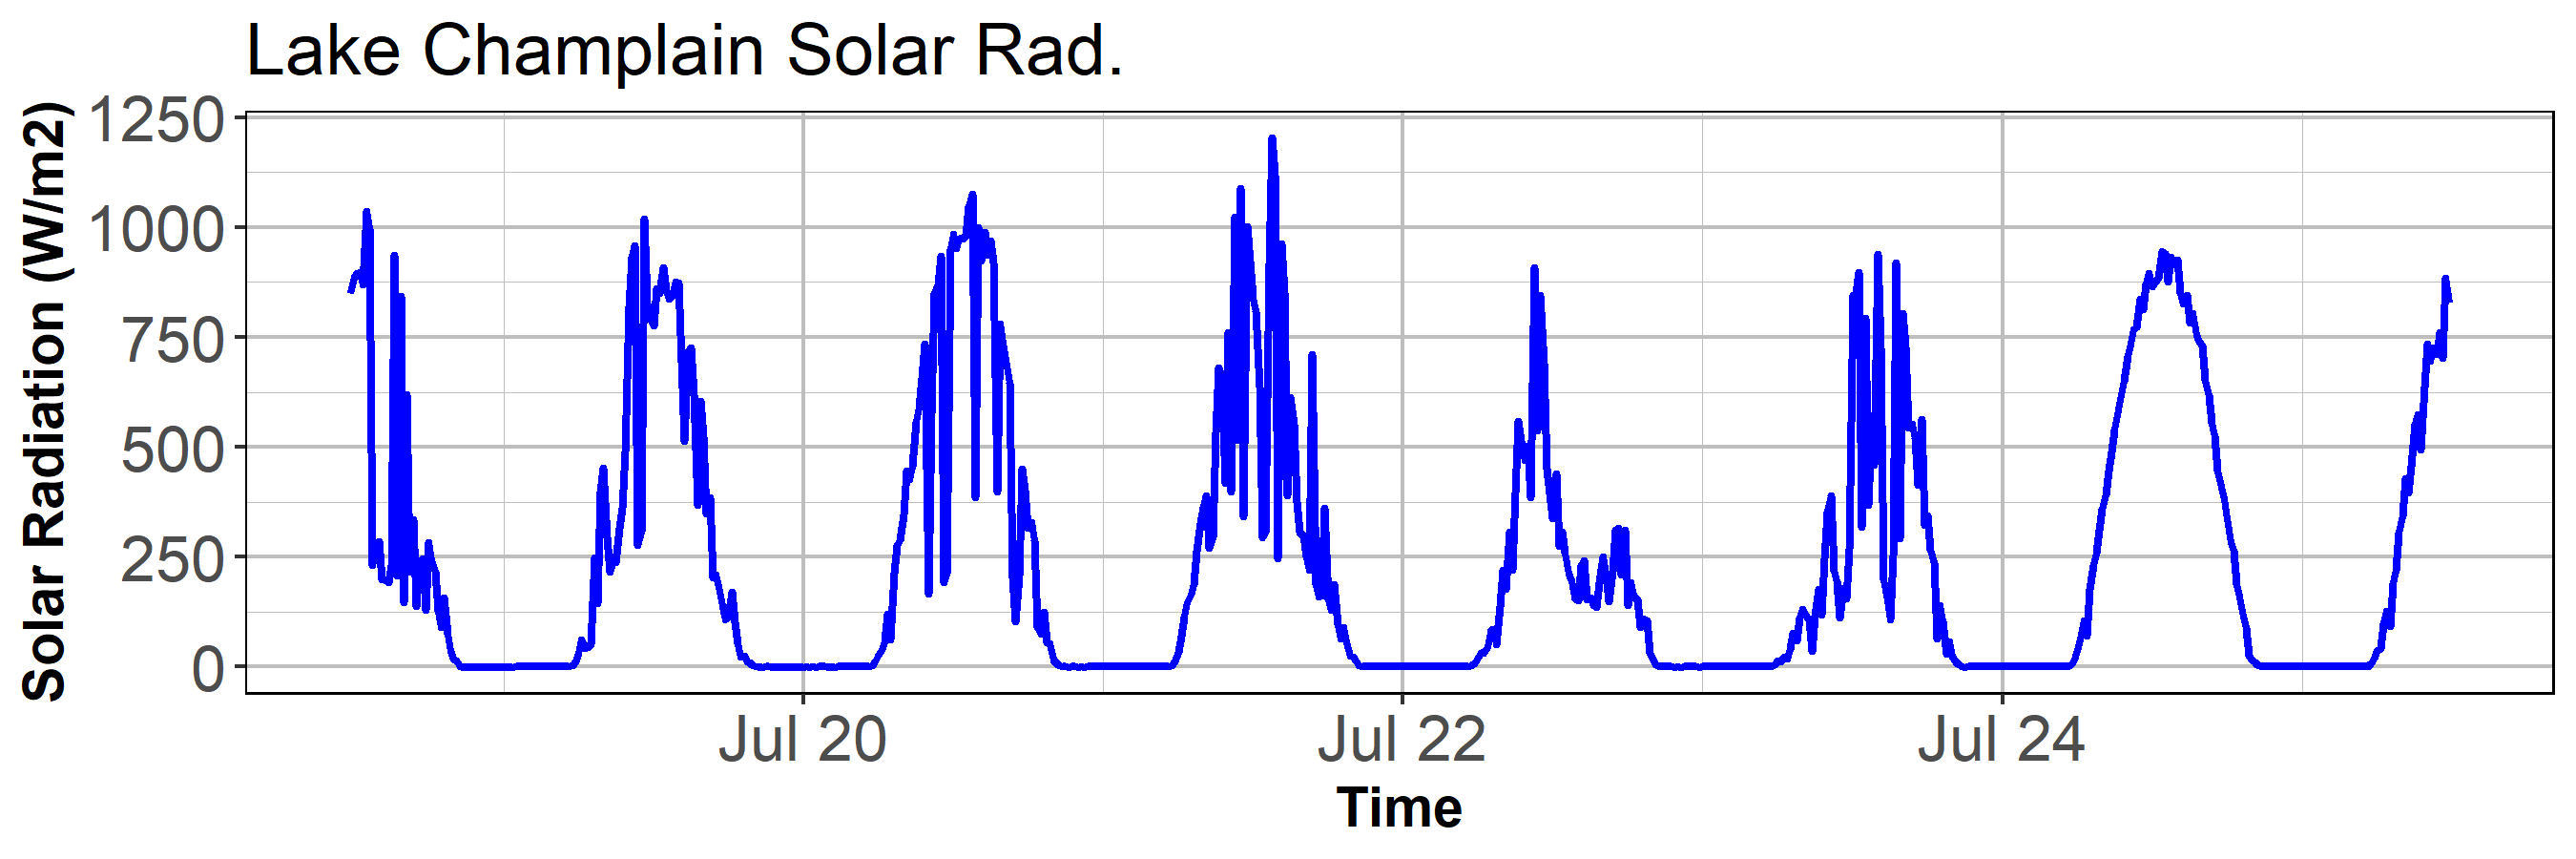 Lake Champlain Solar Rad.
Solar Radiation (W/m2)
1250
1000
750
500
250
0
Jul 20 Jul 22 Jul 24
Time